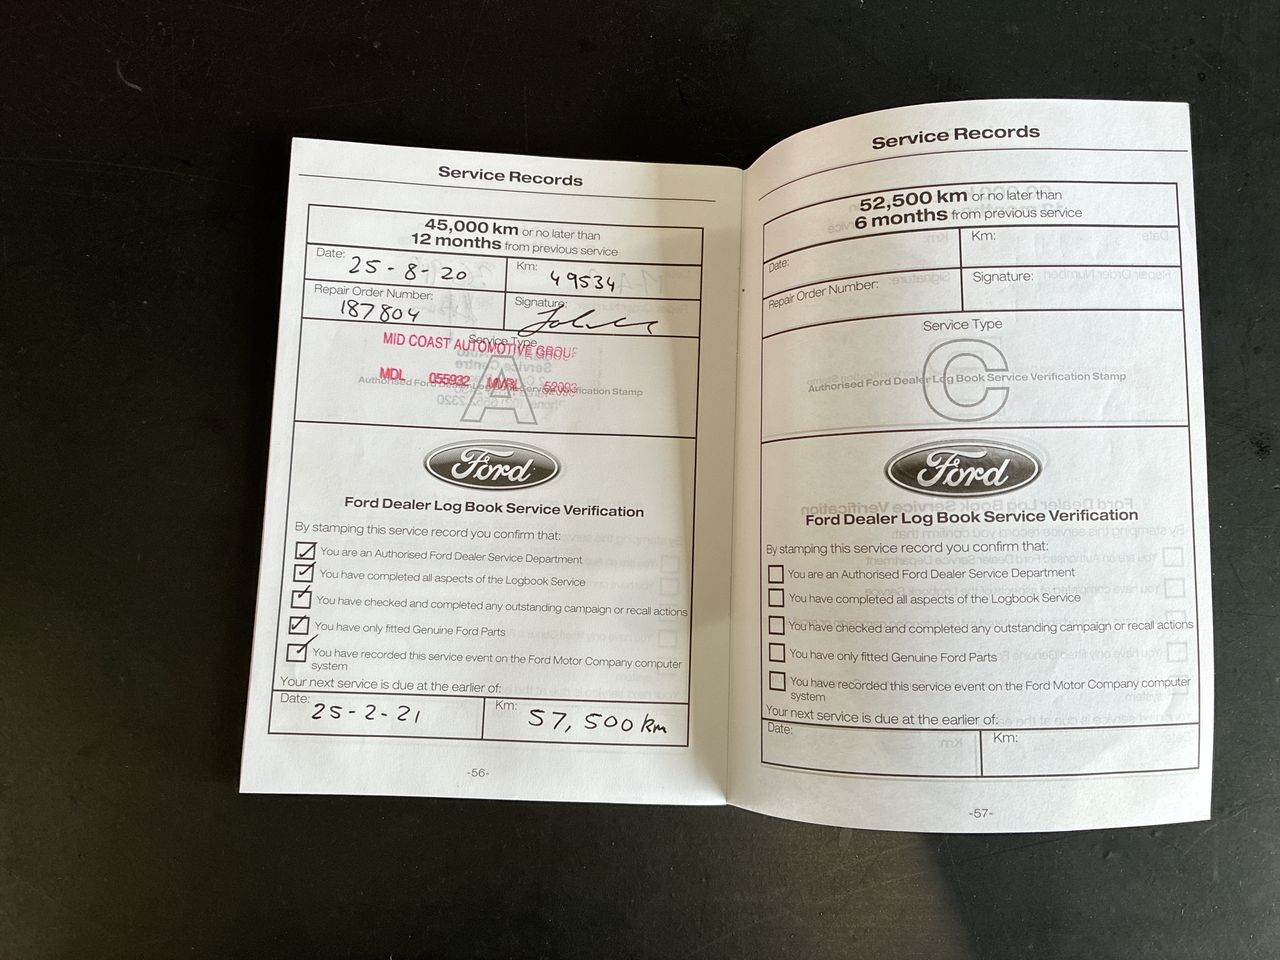 Service Records
45,000 km or no later than
12 months from previous service
Date: 25-8-20
Km: 49534
Repair Order Number: 187804
Signature:
Service Type
MID COAST AUTOMOTIVE GROUP
A
MDL 055932 MVRL 52093
Authorised Ford Dealer Log Book Service Verification Stamp
Ford
Ford Dealer Log Book Service Verification
By stamping this service record you confirm that:
You are an Authorised Ford Dealer Service Department
You have completed all aspects of the Logbook Service
You have checked and completed any outstanding campaign or recall actions
You have only fitted Genuine Ford Parts
You have recorded this service event on the Ford Motor Company computer
system
Your next service is due at the earlier of:
Date: 25-2-21
Km: 57,500 km
-56-
Service Records
52,500 km or no later than
6 months from previous service
Date:
Km:
Repair Order Number:
Signature:
Service Type
C
Authorised Ford Dealer Log Book Service Verification Stamp
Ford
Ford Dealer Log Book Service Verification
By stamping this service record you confirm that:
You are an Authorised Ford Dealer Service Department
You have completed all aspects of the Logbook Service
You have checked and completed any outstanding campaign or recall actions
You have only fitted Genuine Ford Parts
You have recorded this service event on the Ford Motor Company computer
system
Your next service is due at the earlier of:
Date:
Km:
-57-